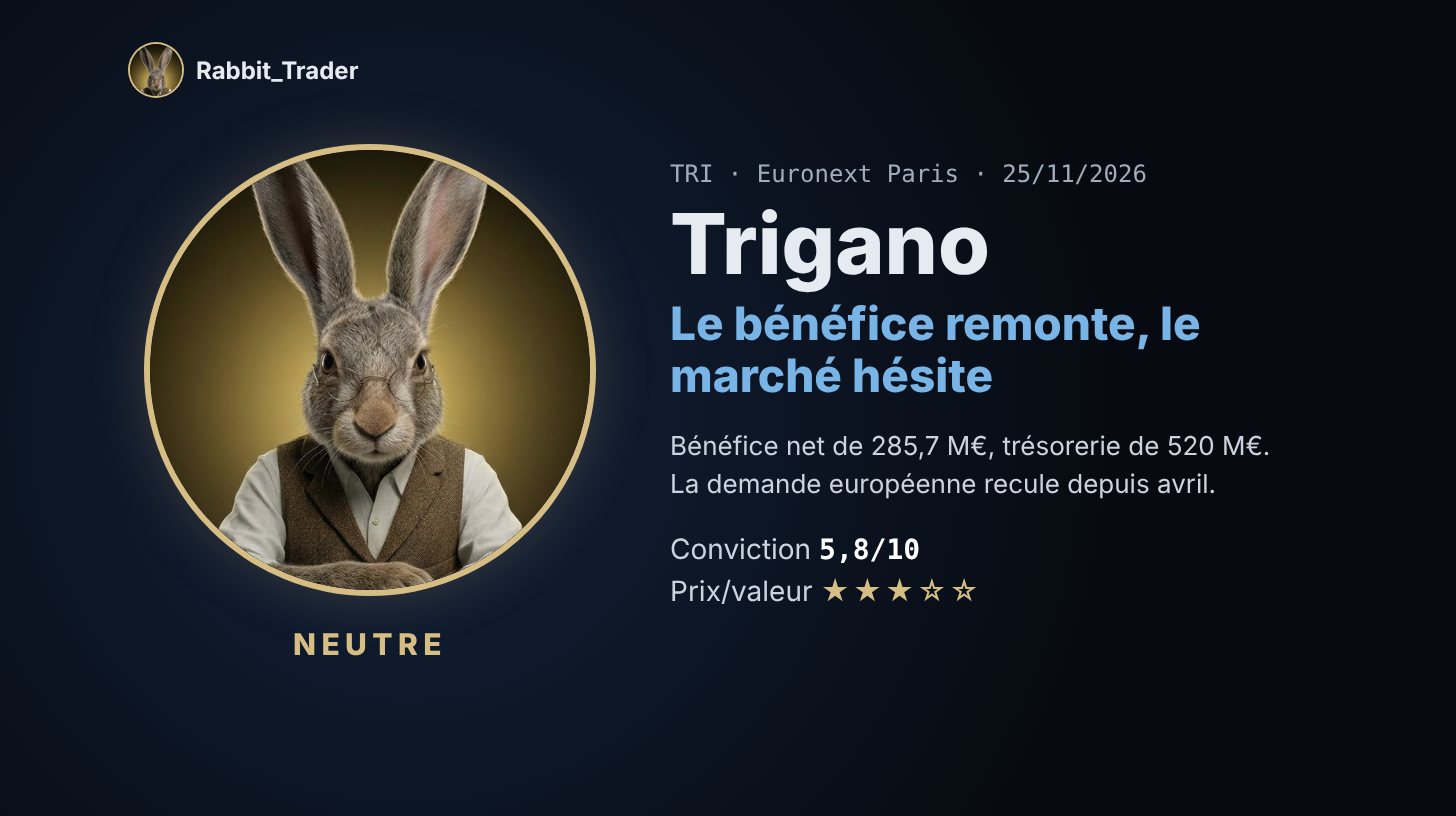 Rabbit_Trader
TRI · Euronext Paris · 25/11/2026
Trigano
Le bénéfice remonte, le
marché hésite
Bénéfice net de 285,7 M€, trésorerie de 520 M€.
La demande européenne recule depuis avril.
Conviction 5,8/10
Prix/valeur ★★★☆☆
NEUTRE